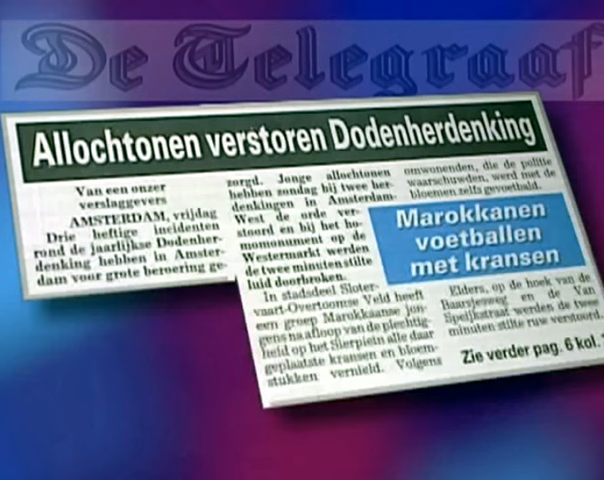 De Telegraaf
Allochtonen verstoren Dodenherdenking
Van een onzer
verslaggevers
AMSTERDAM, vrijdag
Drie heftige incidenten
rond de jaarlijkse Dodenher-
denking hebben in Amster-
dam voor grote beroering ge-
zorgd. Jonge allochtonen
hebben zondag bij twee her-
denkingen in Amsterdam-
West de orde ver-
stoord en bij het ho-
momonument op de
Westermarkt werden
de twee minuten stilte
luid doorbroken.
In stadsdeel Sloter-
vaart-Overtoomse Veld heeft
een groep Marokkaanse jon-
gens na afloop van de plechtig-
heid op het Sierplein alle daar
geplaatste kransen en bloem-
stukken vernield. Volgens
omwonenden, die de politie
waarschuwden, werd met de
bloemen zelfs gevoetbald.
Marokkanen
voetballen
met kransen
Elders, op de hoek van de
Baarsjesweg en de Van
Speijkstraat werden de twee
minuten stilte ruw verstoord.
Zie verder pag. 6 kol.